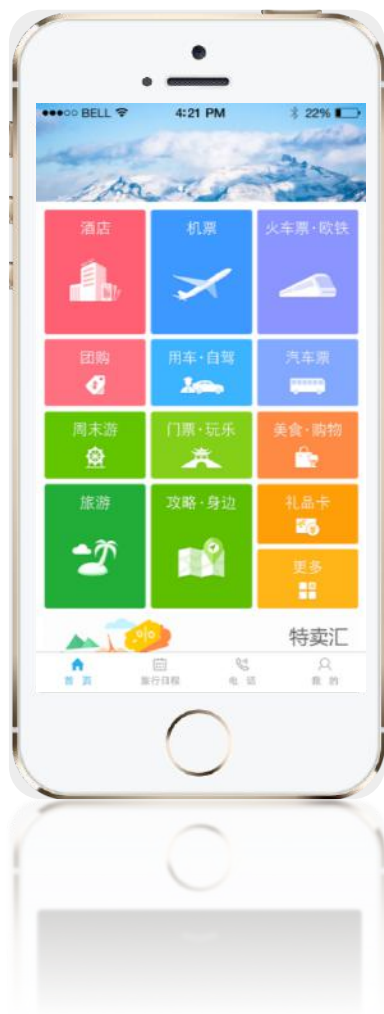 BELL 4:21 PM 22%
酒店 机票 火车票·欧铁
团购 用车·自驾 汽车票
周末游 门票·玩乐 美食·购物
旅游 攻略·身边 礼品卡
更多
特卖汇
首页 旅行日程 电话 我的